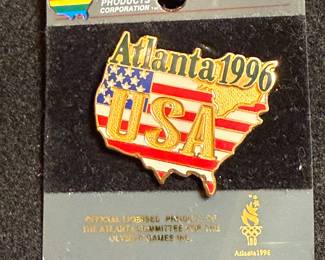 PRODUCTS
CORPORATION
Atlanta 1996
USA
OFFICIAL LICENSED PRODUCT OF
THE ATLANTA COMMITTEE FOR THE
OLYMPIC GAMES INC.
100
Atlanta 1996